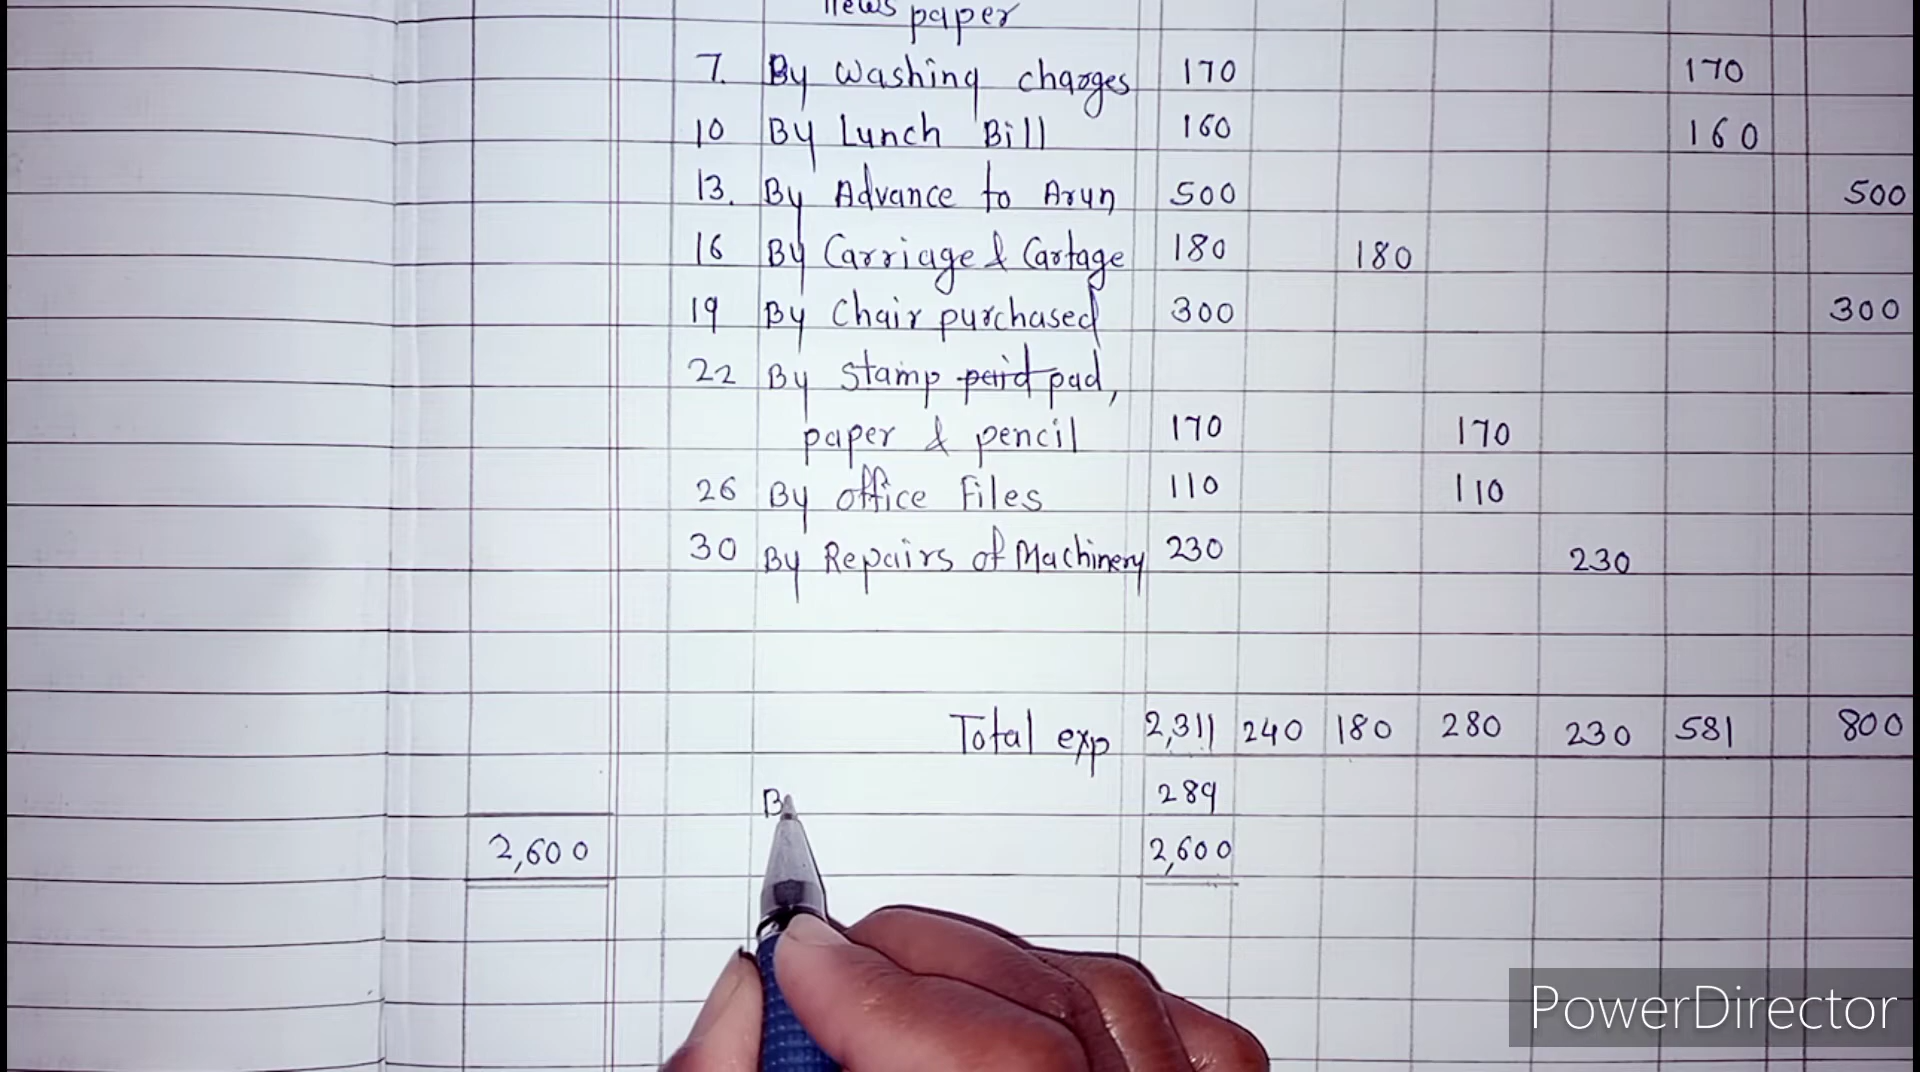 News paper
7. By Washing charges 170 170
10 By Lunch Bill 160 160
13. By Advance to Arun 500 500
16 By Carriage & Cartage 180 180
19 By Chair purchased 300 300
22 By Stamp paid pad,
paper & pencil 170 170
26 By office Files 110 110
30 By Repairs of Machinery 230 230
Total exp 2,311 240 180 280 230 581 800
B 289
2,600 2,600
PowerDirector